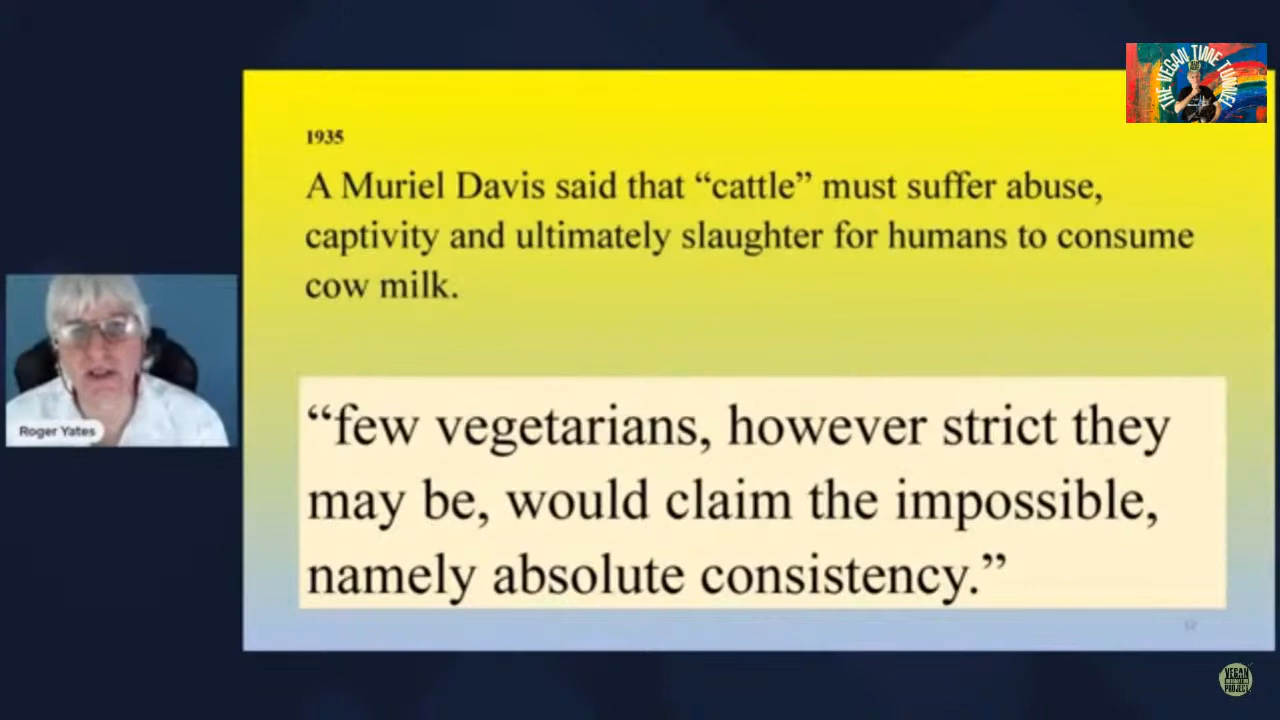 THE VEGAN TIME TUNNEL
1935
A Muriel Davis said that “cattle” must suffer abuse,
captivity and ultimately slaughter for humans to consume
cow milk.
“few vegetarians, however strict they
may be, would claim the impossible,
namely absolute consistency.”
Roger Yates
VEGAN
PROJECT